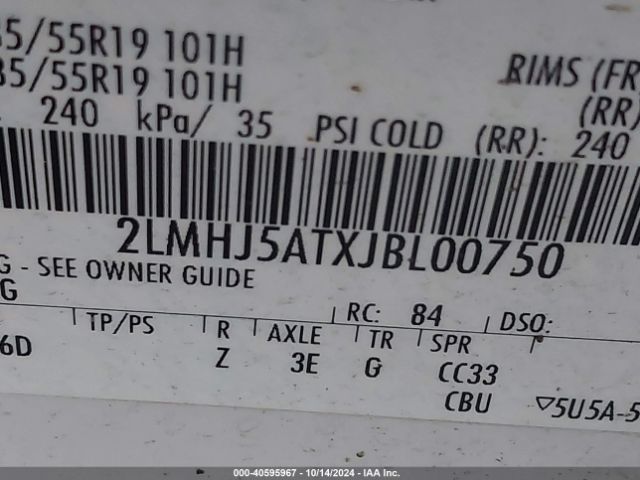 35/55R19 101H
35/55R19 101H
RIMS (FR
(RR)
240 kPa/ 35 PSI COLD (RR): 240
2LMHJ5ATXJBL00750
G - SEE OWNER GUIDE
G
RC: 84 DSO:
TP/PS R AXLE TR SPR
6D Z 3E G CC33
CBU ▽5U5A-5
000-40595967 - 10/14/2024 - IAA Inc.